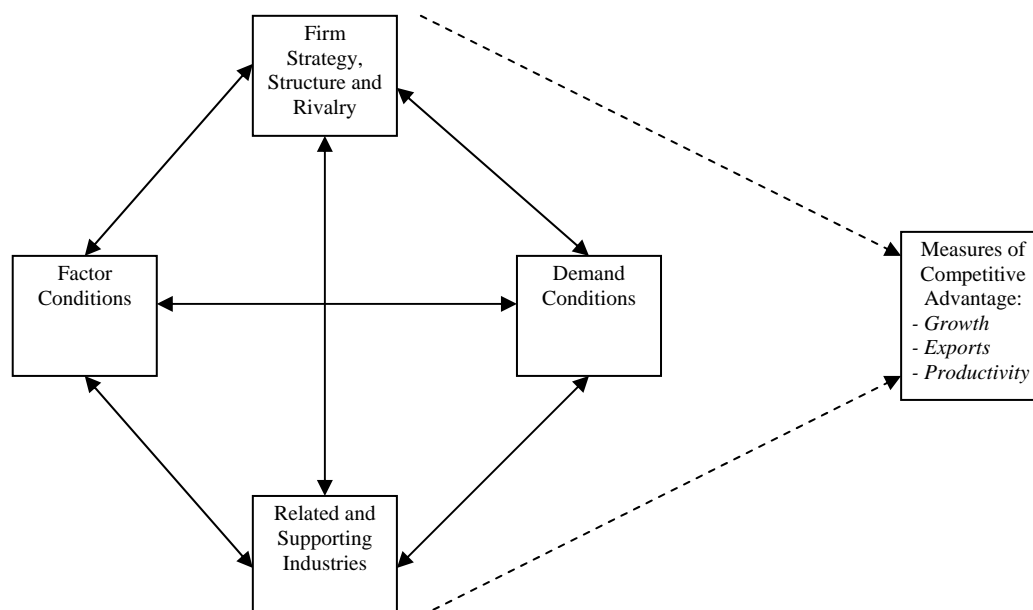 Firm
Strategy,
Structure and
Rivalry
Factor
Conditions
Demand
Conditions
Measures of
Competitive
Advantage:
- Growth
- Exports
- Productivity
Related and
Supporting
Industries